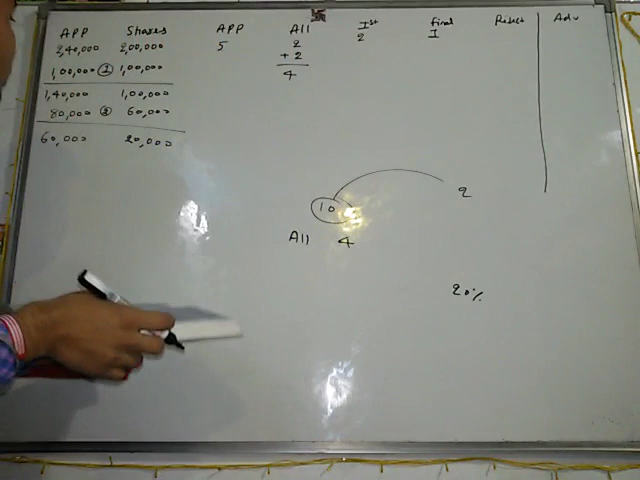 APP Shares APP All Ist final Reject Adv
2,40,000 2,00,000 5 2 2 I
1,00,000 ① 1,00,000 + 2
4
1,40,000 1,00,000
80,000 ② 60,000
60,000 20,000
10 2
All 4
20%